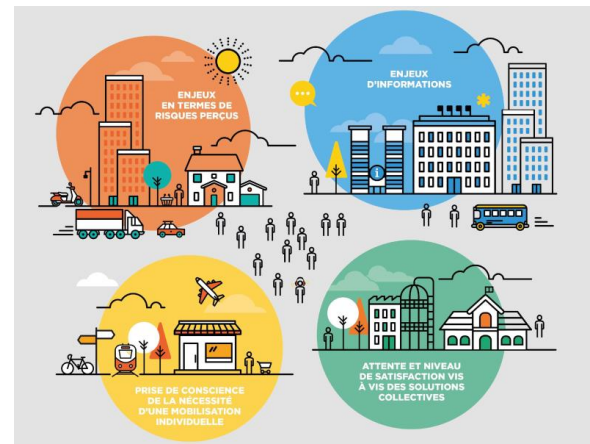 ENJEUX
EN TERMES DE
RISQUES PERÇUS
ENJEUX
D'INFORMATIONS
i
PRISE DE CONSCIENCE
DE LA NÉCESSITÉ
D'UNE MOBILISATION
INDIVIDUELLE
ATTENTE ET NIVEAU
DE SATISFACTION VIS
À VIS DES SOLUTIONS
COLLECTIVES